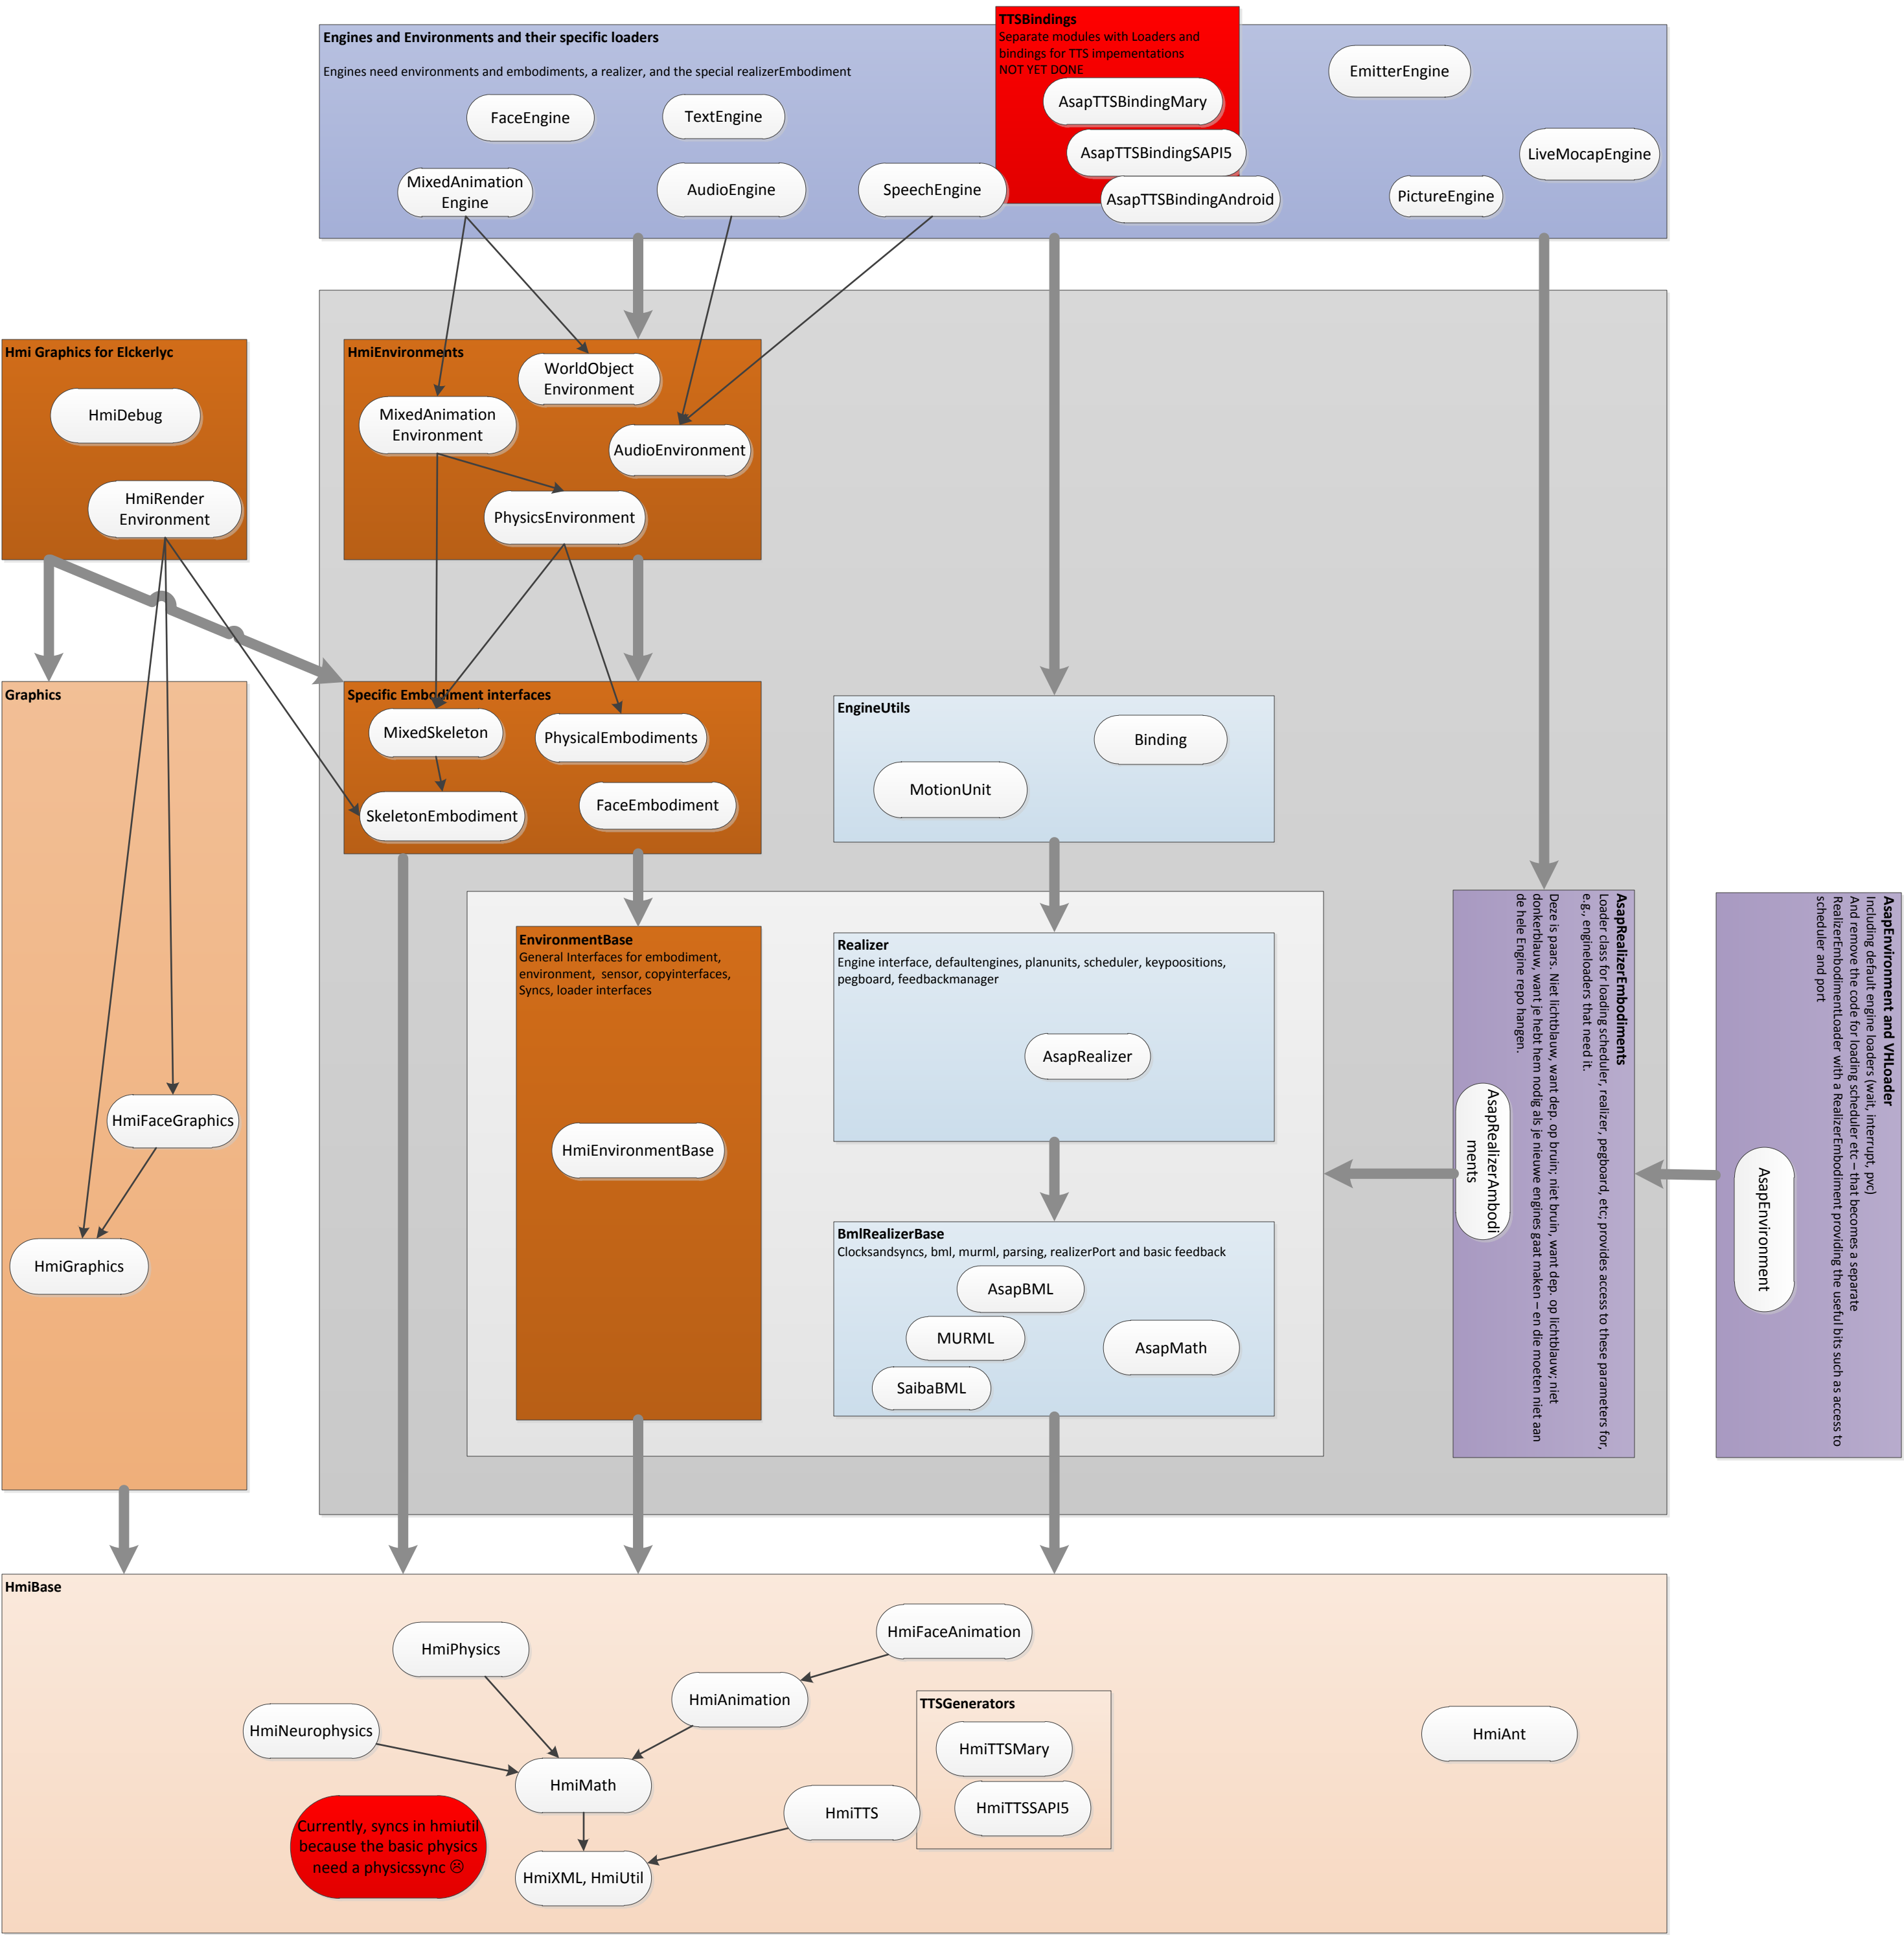 Engines and Environments and their specific loaders
Engines need environments and embodiments, a realizer, and the special realizerEmbodiment
FaceEngine
TextEngine
MixedAnimation
Engine
AudioEngine
SpeechEngine
TTSBindings
Separate modules with Loaders and
bindings for TTS impementations
NOT YET DONE
AsapTTSBindingMary
AsapTTSBindingSAPI5
AsapTTSBindingAndroid
EmitterEngine
LiveMocapEngine
PictureEngine
Hmi Graphics for Elckerlyc
HmiDebug
HmiRender
Environment
HmiEnvironments
WorldObject
Environment
MixedAnimation
Environment
AudioEnvironment
PhysicsEnvironment
Graphics
HmiFaceGraphics
HmiGraphics
Specific Embodiment interfaces
MixedSkeleton
PhysicalEmbodiments
FaceEmbodiment
SkeletonEmbodiment
EngineUtils
Binding
MotionUnit
EnvironmentBase
General Interfaces for embodiment,
environment,  sensor, copyinterfaces,
Syncs, loader interfaces
HmiEnvironmentBase
Realizer
Engine interface, defaultengines, planunits, scheduler, keypoositions,
pegboard, feedbackmanager
AsapRealizer
BmlRealizerBase
Clocksandsyncs, bml, murml, parsing, realizerPort and basic feedback
AsapBML
MURML
AsapMath
SaibaBML
AsapRealizerEmbodiments
Loader class for loading scheduler, realizer, pegboard, etc; provides access to these parameters for,
e.g., engineloaders that need it.
Deze is paars. Niet lichtblauw, want dep. op bruin; niet bruin, want dep. op lichtblauw; niet
donkerblauw, want je hebt hem nodig als je nieuwe engines gaat maken – en die moeten niet aan
de hele Engine repo hangen.
AsapRealizerAmbodi
ments
AsapEnvironment and VHLoader
Including default engine loaders (wait, interrupt, pvc)
And remove the code for loading scheduler etc – that becomes a separate
RealizerEmbodimentLoader with a RealizerEmbodiment providing the useful bits such as access to
scheduler and port
AsapEnvironment
HmiBase
HmiPhysics
HmiFaceAnimation
HmiAnimation
HmiNeurophysics
HmiMath
TTSGenerators
HmiTTSMary
HmiTTSSAPI5
HmiTTS
HmiAnt
Currently, syncs in hmiutil
because the basic physics
need a physicssync ☹
HmiXML, HmiUtil